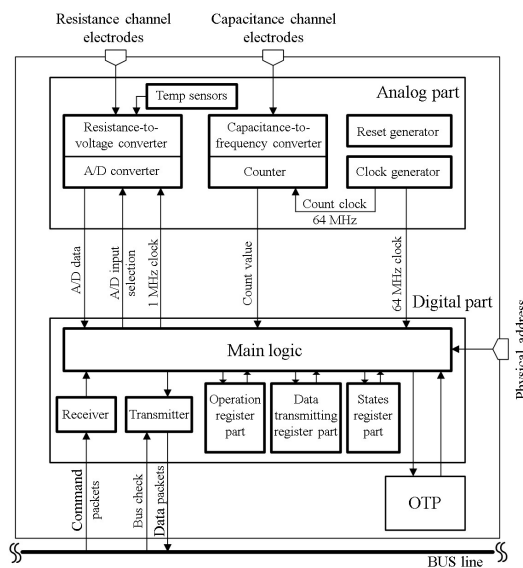 Resistance channel
electrodes
Capacitance channel
electrodes
Temp sensors
Analog part
Resistance-to-
voltage converter
A/D converter
Capacitance-to-
frequency converter
Counter
Reset generator
Clock generator
Count clock
64 MHz
A/D data
A/D input
selection
1 MHz clock
Count value
64 MHz clock
Digital part
Main logic
Physical address
Receiver
Transmitter
Operation
register
part
Data
transmitting
register part
States
register
part
Command
packets
Bus check
Data packets
OTP
BUS line